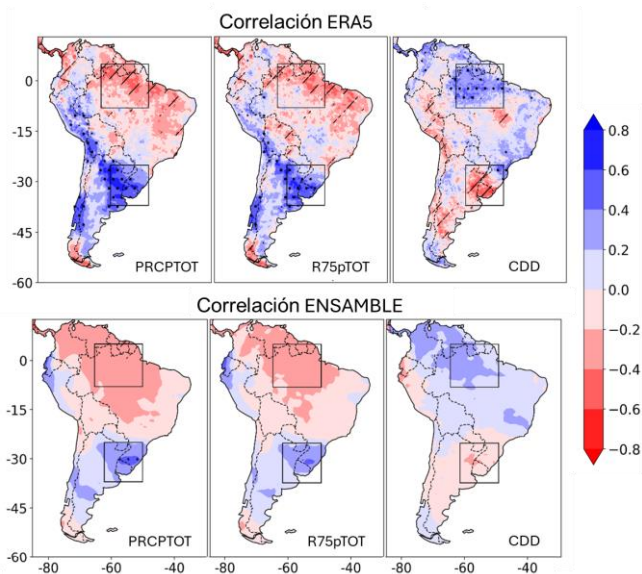 Correlación ERA5
0
-15
-30
-45
-60
PRCPTOT
R75pTOT
CDD
Correlación ENSAMBLE
0
-15
-30
-45
-60
PRCPTOT
R75pTOT
CDD
-80 -60 -40
-80 -60 -40
-80 -60 -40
0.8
0.6
0.4
0.2
0.0
−0.2
−0.4
−0.6
−0.8